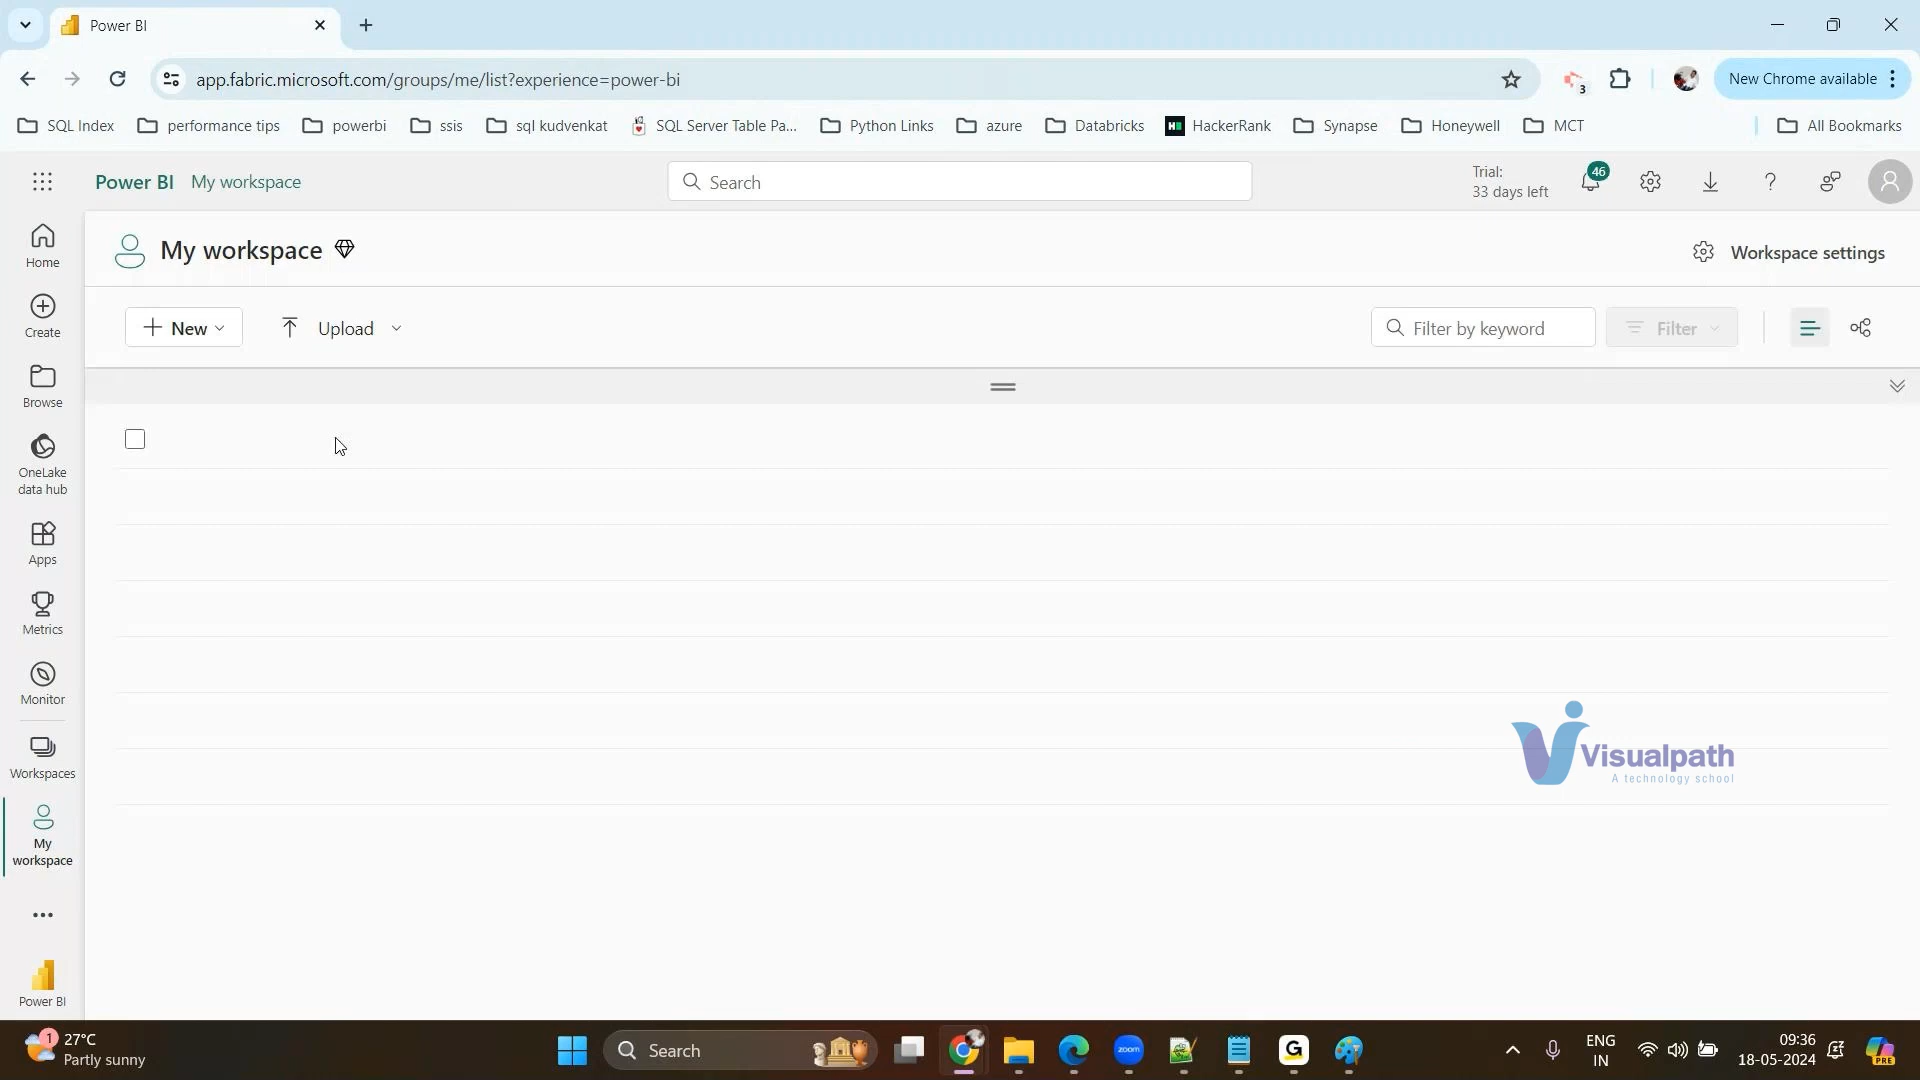 Power BI
app.fabric.microsoft.com/groups/me/list?experience=power-bi
3
New Chrome available
SQL Index
performance tips
powerbi
ssis
sql kudvenkat
SQL Server Table Pa...
Python Links
azure
Databricks
HackerRank
Synapse
Honeywell
MCT
All Bookmarks
Power BI My workspace
Search
Trial:
33 days left
46
Home
Create
Browse
OneLake
data hub
Apps
Metrics
Monitor
Workspaces
My
workspace
Power BI
My workspace
Workspace settings
New
Upload
Filter by keyword
Filter
Visualpath
A technology school
1
27°C
Partly sunny
Search
zoom
G
ENG
IN
09:36
18-05-2024
PRE